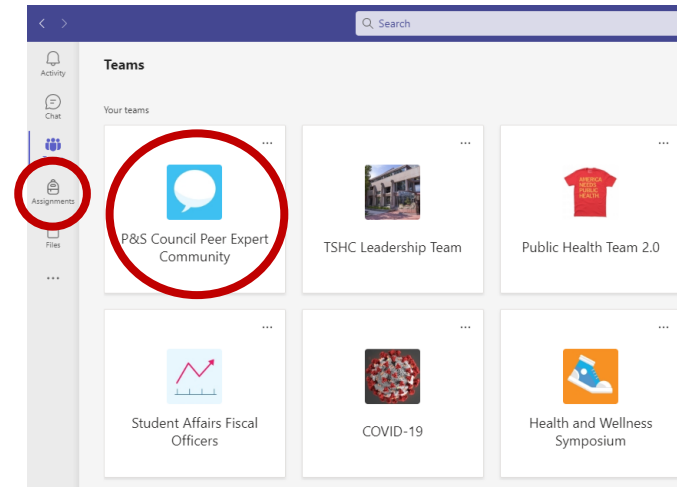 Search
Activity
Teams
Chat
Your teams
Assignments
Files
P&S Council Peer Expert
Community
TSHC Leadership Team
AMERICA
NEEDS
PUBLIC
HEALTH
Public Health Team 2.0
Student Affairs Fiscal
Officers
COVID-19
Health and Wellness
Symposium